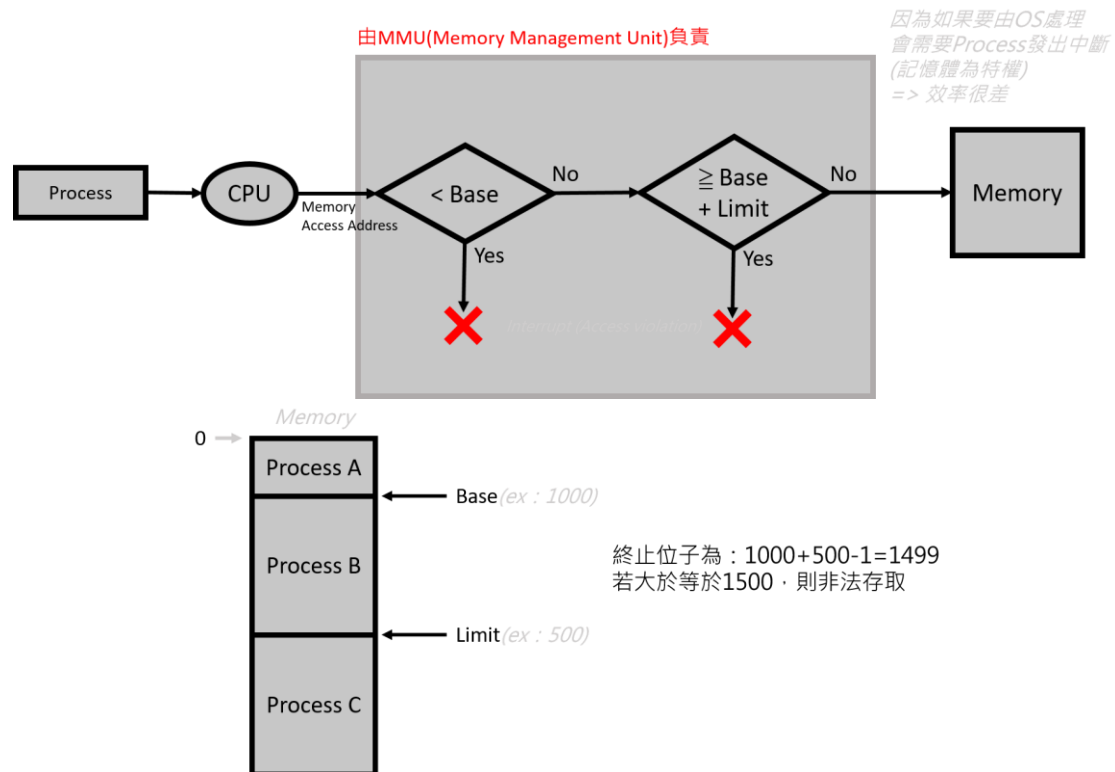 因為如果要由OS處理
會需要Process發出中斷
(記憶體為特權)
=> 效率很差
由MMU(Memory Management Unit)負責
Process
CPU
Memory
Access Address
< Base
No
Yes
≧ Base
+ Limit
No
Yes
Memory
Interrupt (Access violation)
Memory
0
Process A
Base(ex : 1000)
Process B
終止位子為：1000+500-1=1499
若大於等於1500，則非法存取
Limit(ex : 500)
Process C